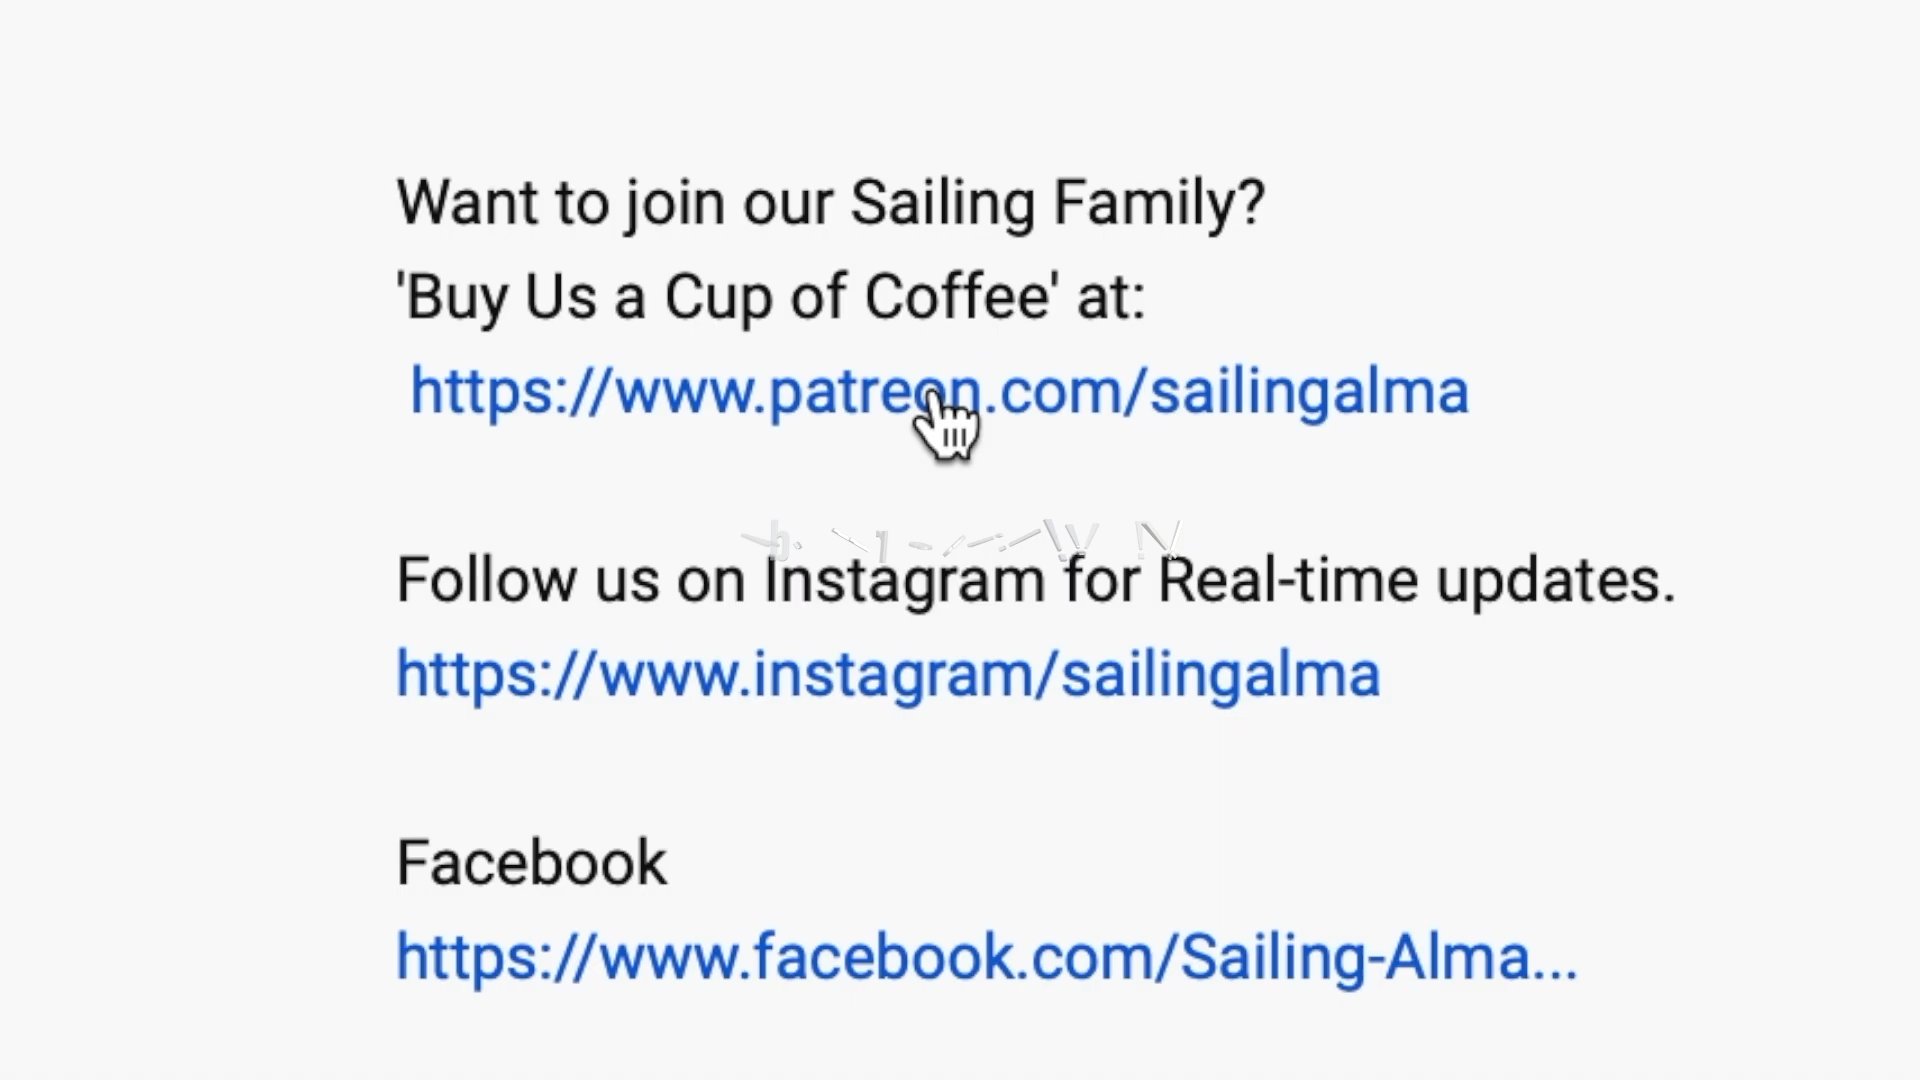 Want to join our Sailing Family?
'Buy Us a Cup of Coffee' at:
https://www.patreon.com/sailingalma
Follow us on Instagram for Real-time updates.
https://www.instagram/sailingalma
Facebook
https://www.facebook.com/Sailing-Alma...